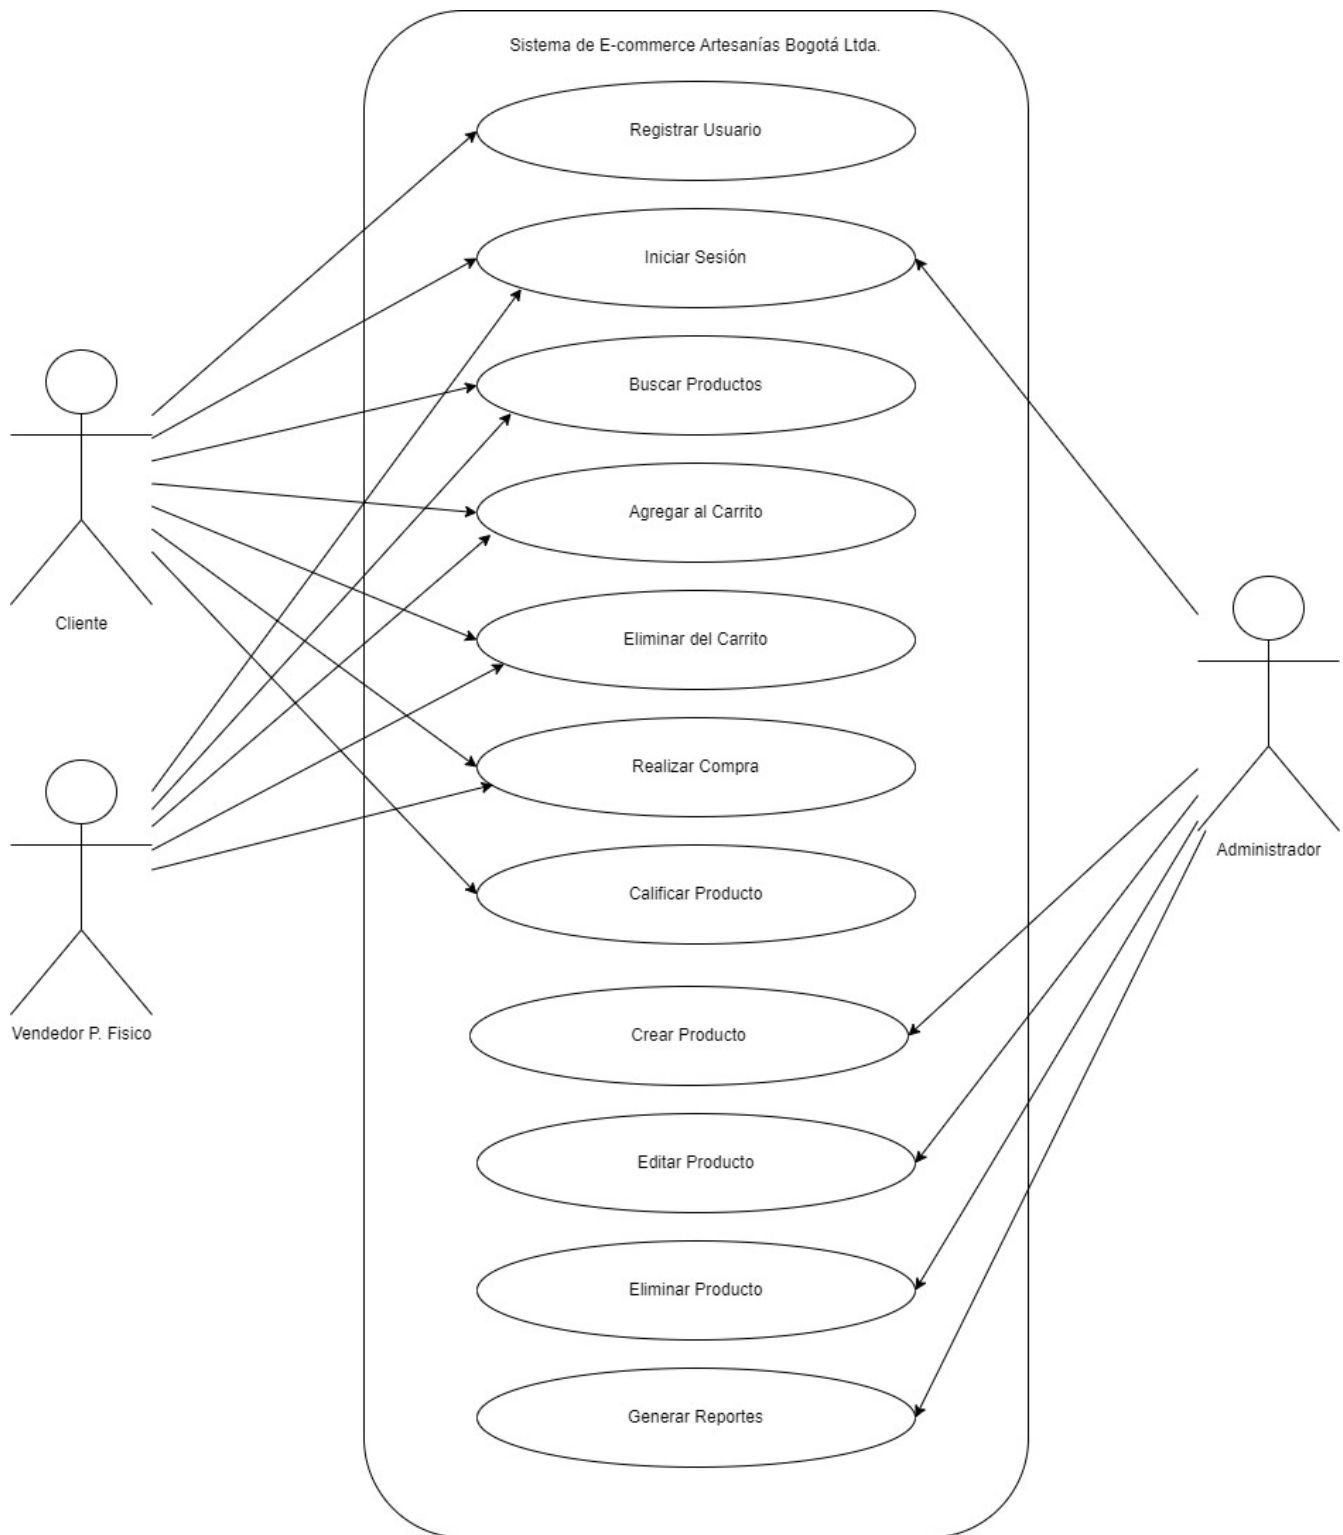 Sistema de E-commerce Artesanías Bogotá Ltda.
Registrar Usuario
Iniciar Sesión
Buscar Productos
Agregar al Carrito
Cliente
Eliminar del Carrito
Realizar Compra
Administrador
Calificar Producto
Vendedor P. Fisico
Crear Producto
Editar Producto
Eliminar Producto
Generar Reportes